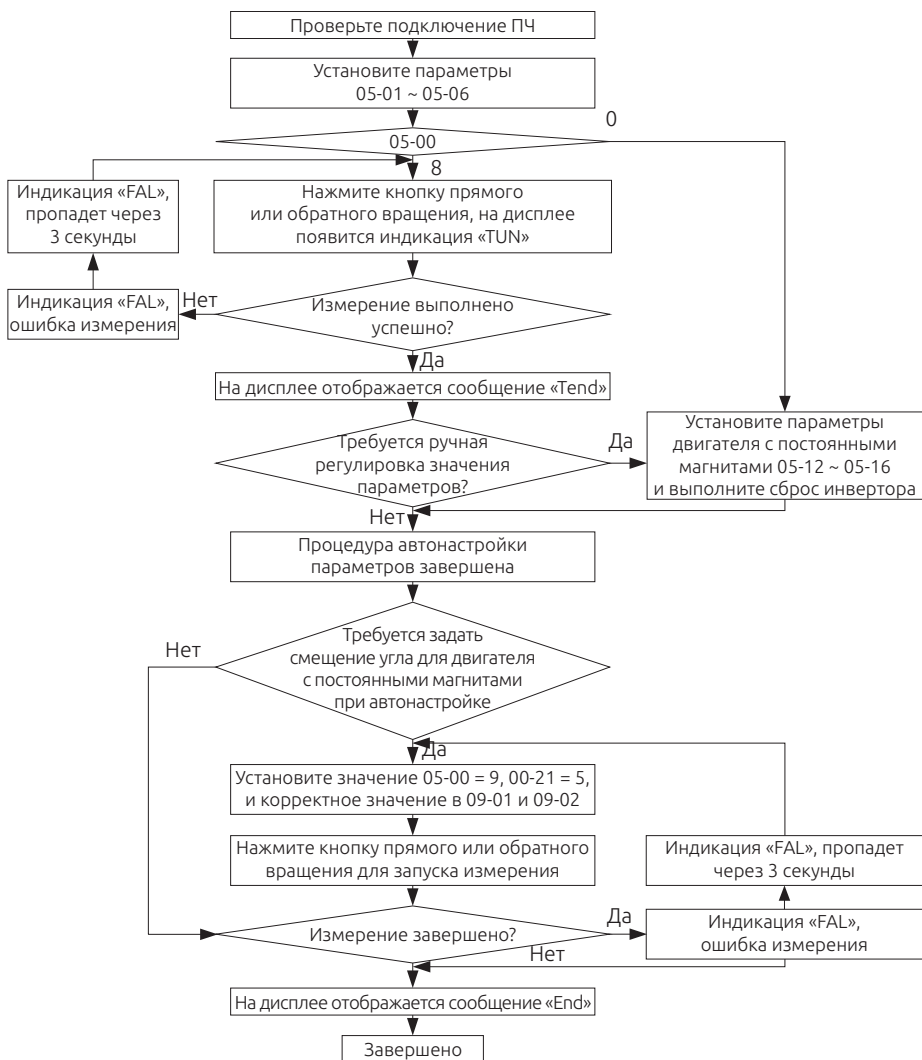 Проверьте подключение ПЧ
Установите параметры
05-01 ~ 05-06
0
05-00
8
Индикация «FAL»,
пропадет через
3 секунды
Нажмите кнопку прямого
или обратного вращения, на дисплее
появится индикация «TUN»
Индикация «FAL»,
ошибка измерения
Нет
Измерение выполнено
успешно?
Да
На дисплее отображается сообщение «Tend»
Требуется ручная
регулировка значения
параметров?
Да
Установите параметры
двигателя с постоянными
магнитами 05-12 ~ 05-16
и выполните сброс инвертора
Нет
Процедура автонастройки
параметров завершена
Нет
Требуется задать
смещение угла для двигателя
с постоянными магнитами
при автонастройке
Да
Установите значение 05-00 = 9, 00-21 = 5,
и корректное значение в 09-01 и 09-02
Нажмите кнопку прямого или обратного
вращения для запуска измерения
Индикация «FAL», пропадет
через 3 секунды
Измерение завершено?
Да
Индикация «FAL»,
ошибка измерения
Нет
На дисплее отображается сообщение «End»
Завершено